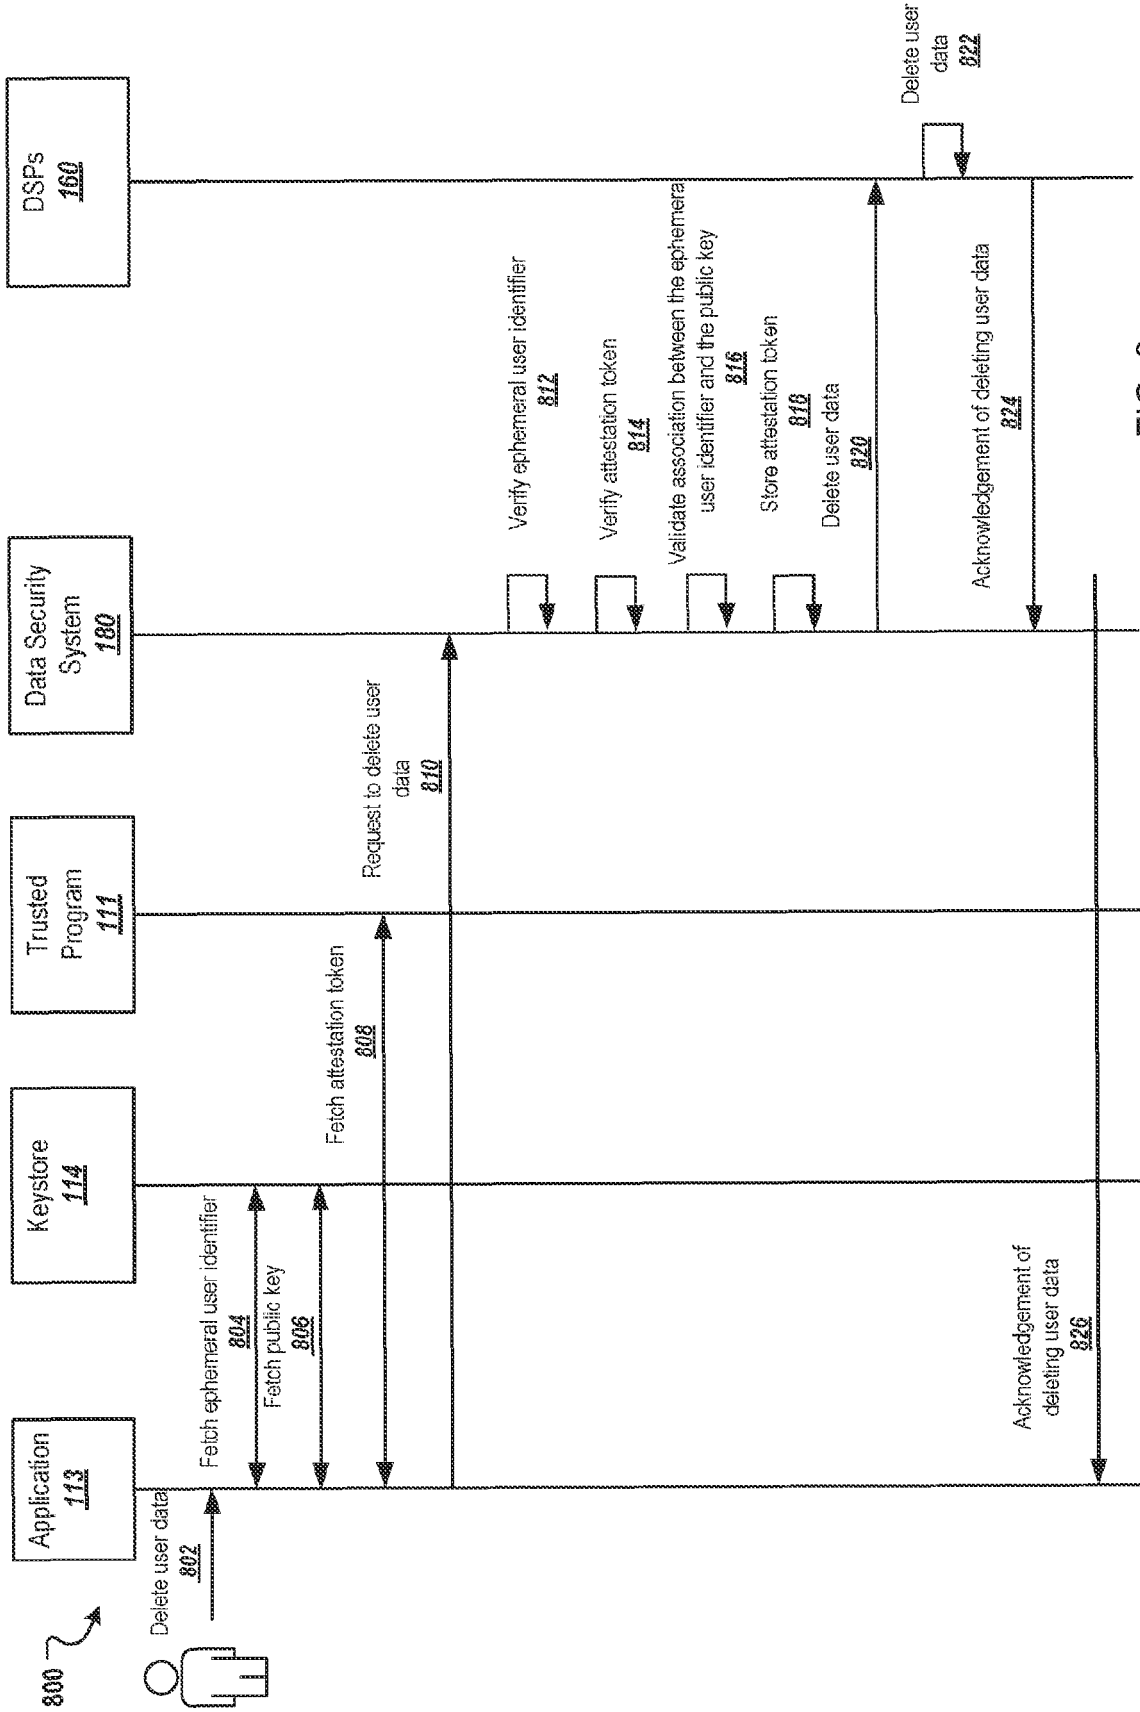 800
Application
113
Keystore
114
Trusted
Program
111
Data Security
System
180
DSPs
160
Delete user data
802
Fetch ephemeral user identifier
804
Fetch public key
806
Fetch attestation token
808
Request to delete user
data
810
Verify ephemeral user identifier
812
Verify attestation token
814
Validate association between the ephemera
user identifier and the public key
816
Store attestation token
818
Delete user data
820
Delete user
data
822
Acknowledgement of deleting user data
824
Acknowledgement of
deleting user data
826